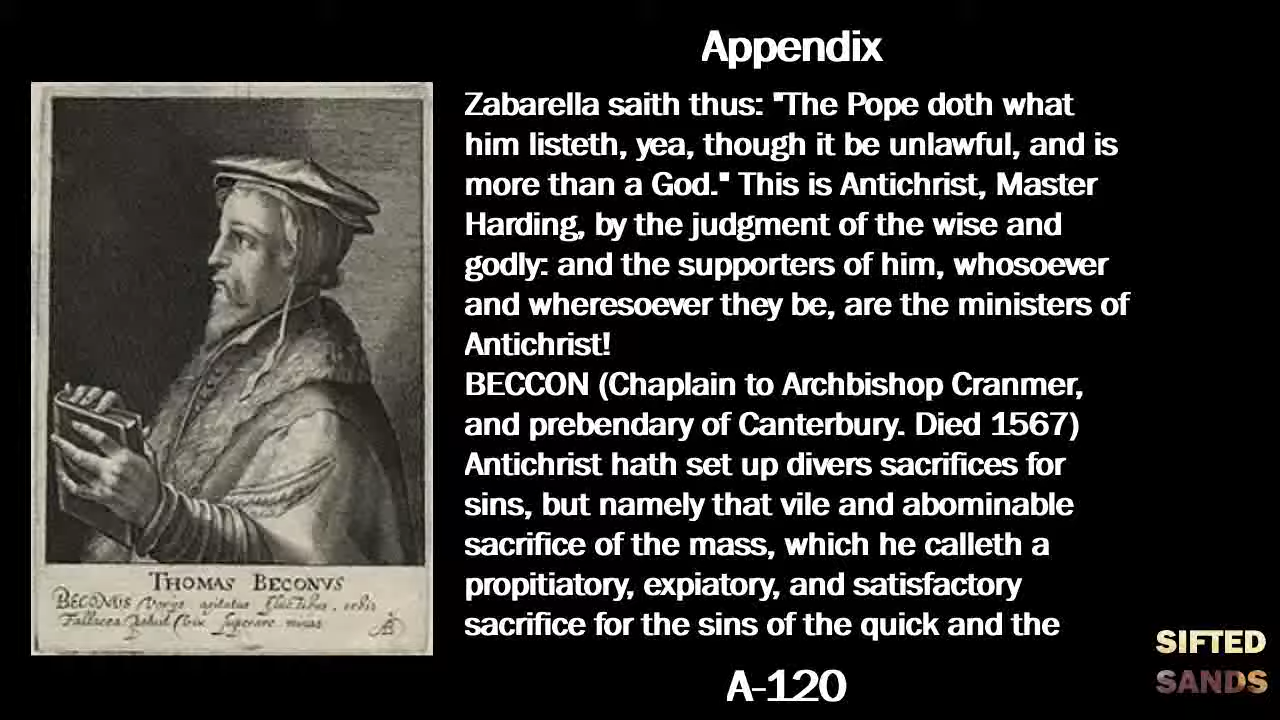 Appendix
Zabarella saith thus: "The Pope doth what
him listeth, yea, though it be unlawful, and is
more than a God." This is Antichrist, Master
Harding, by the judgment of the wise and
godly: and the supporters of him, whosoever
and wheresoever they be, are the ministers of
Antichrist!
BECCON (Chaplain to Archbishop Cranmer,
and prebendary of Canterbury. Died 1567)
Antichrist hath set up divers sacrifices for
sins, but namely that vile and abominable
sacrifice of the mass, which he calleth a
propitiatory, expiatory, and satisfactory
sacrifice for the sins of the quick and the
THOMAS BECONVS
BECONUS agitatus
A-120
SIFTED
SANDS